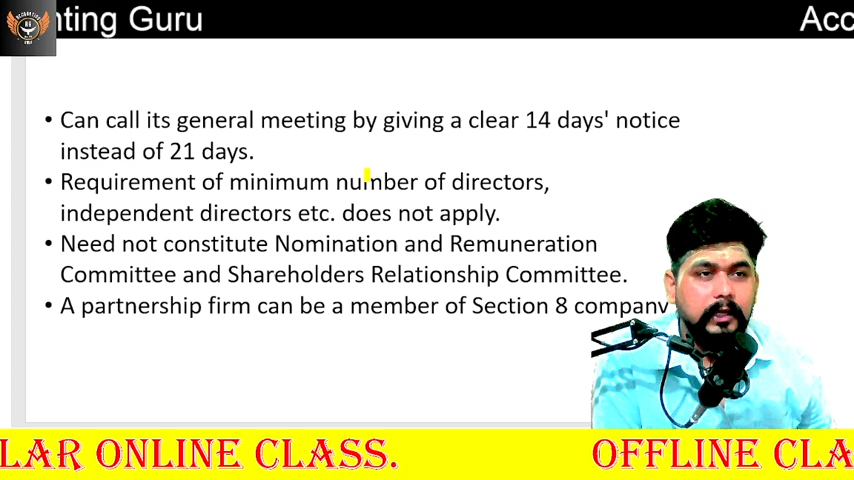 nting Guru
Acc
• Can call its general meeting by giving a clear 14 days' notice
instead of 21 days.
• Requirement of minimum number of directors,
independent directors etc. does not apply.
• Need not constitute Nomination and Remuneration
Committee and Shareholders Relationship Committee.
• A partnership firm can be a member of Section 8 company
LAR ONLINE CLASS.
OFFLINE CLA